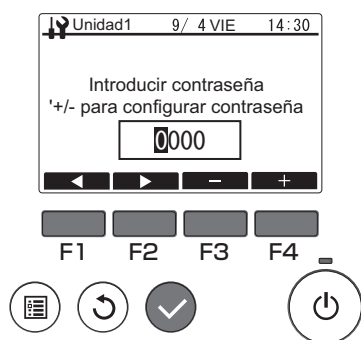 Unidad1 9/ 4 VIE 14:30
Introducir contraseña
'+/- para configurar contraseña
0000
− +
F1 F2 F3 F4